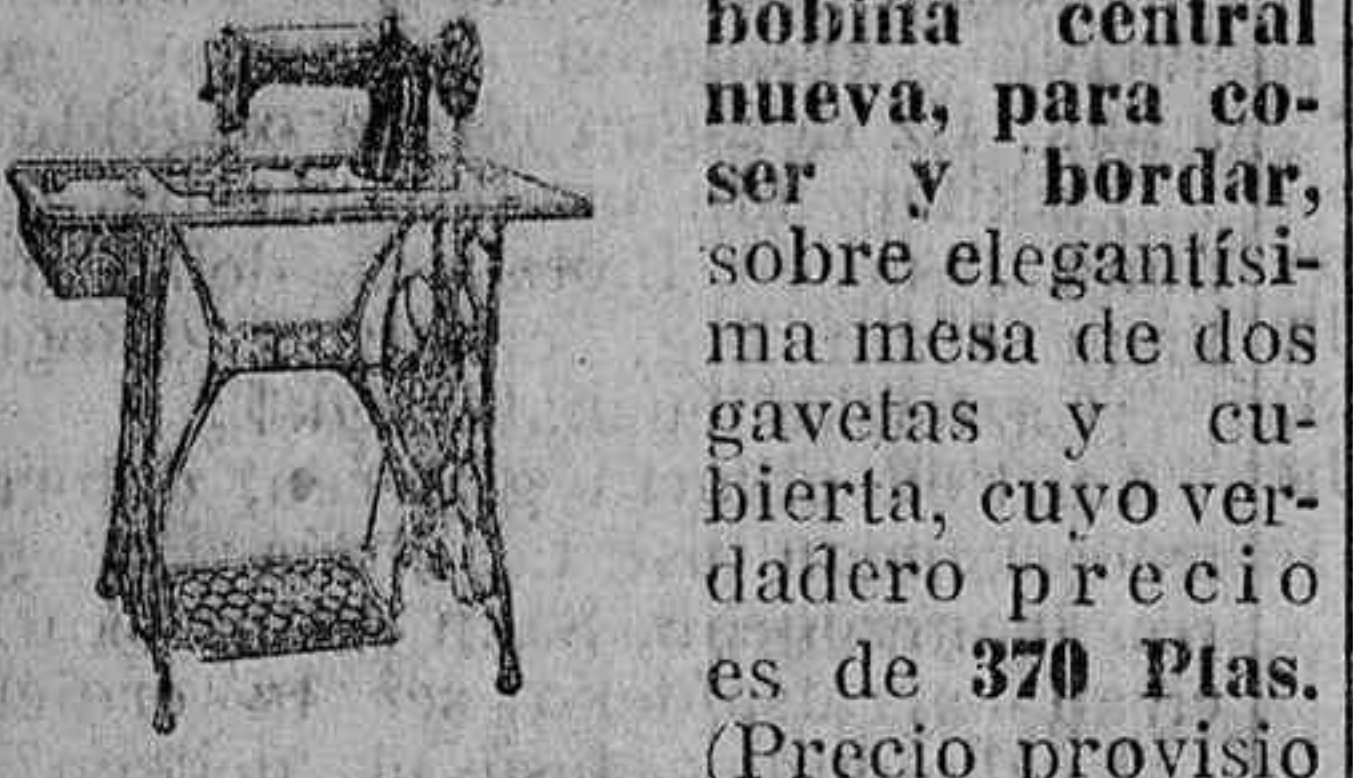 bobina central
nueva, para co-
ser y bordar,
sobre elegantísi-
ma mesa de dos
gavetas y cu-
bierta, cuyo ver-
dadero precio
es de 370 Ptas.
(Precio provisio